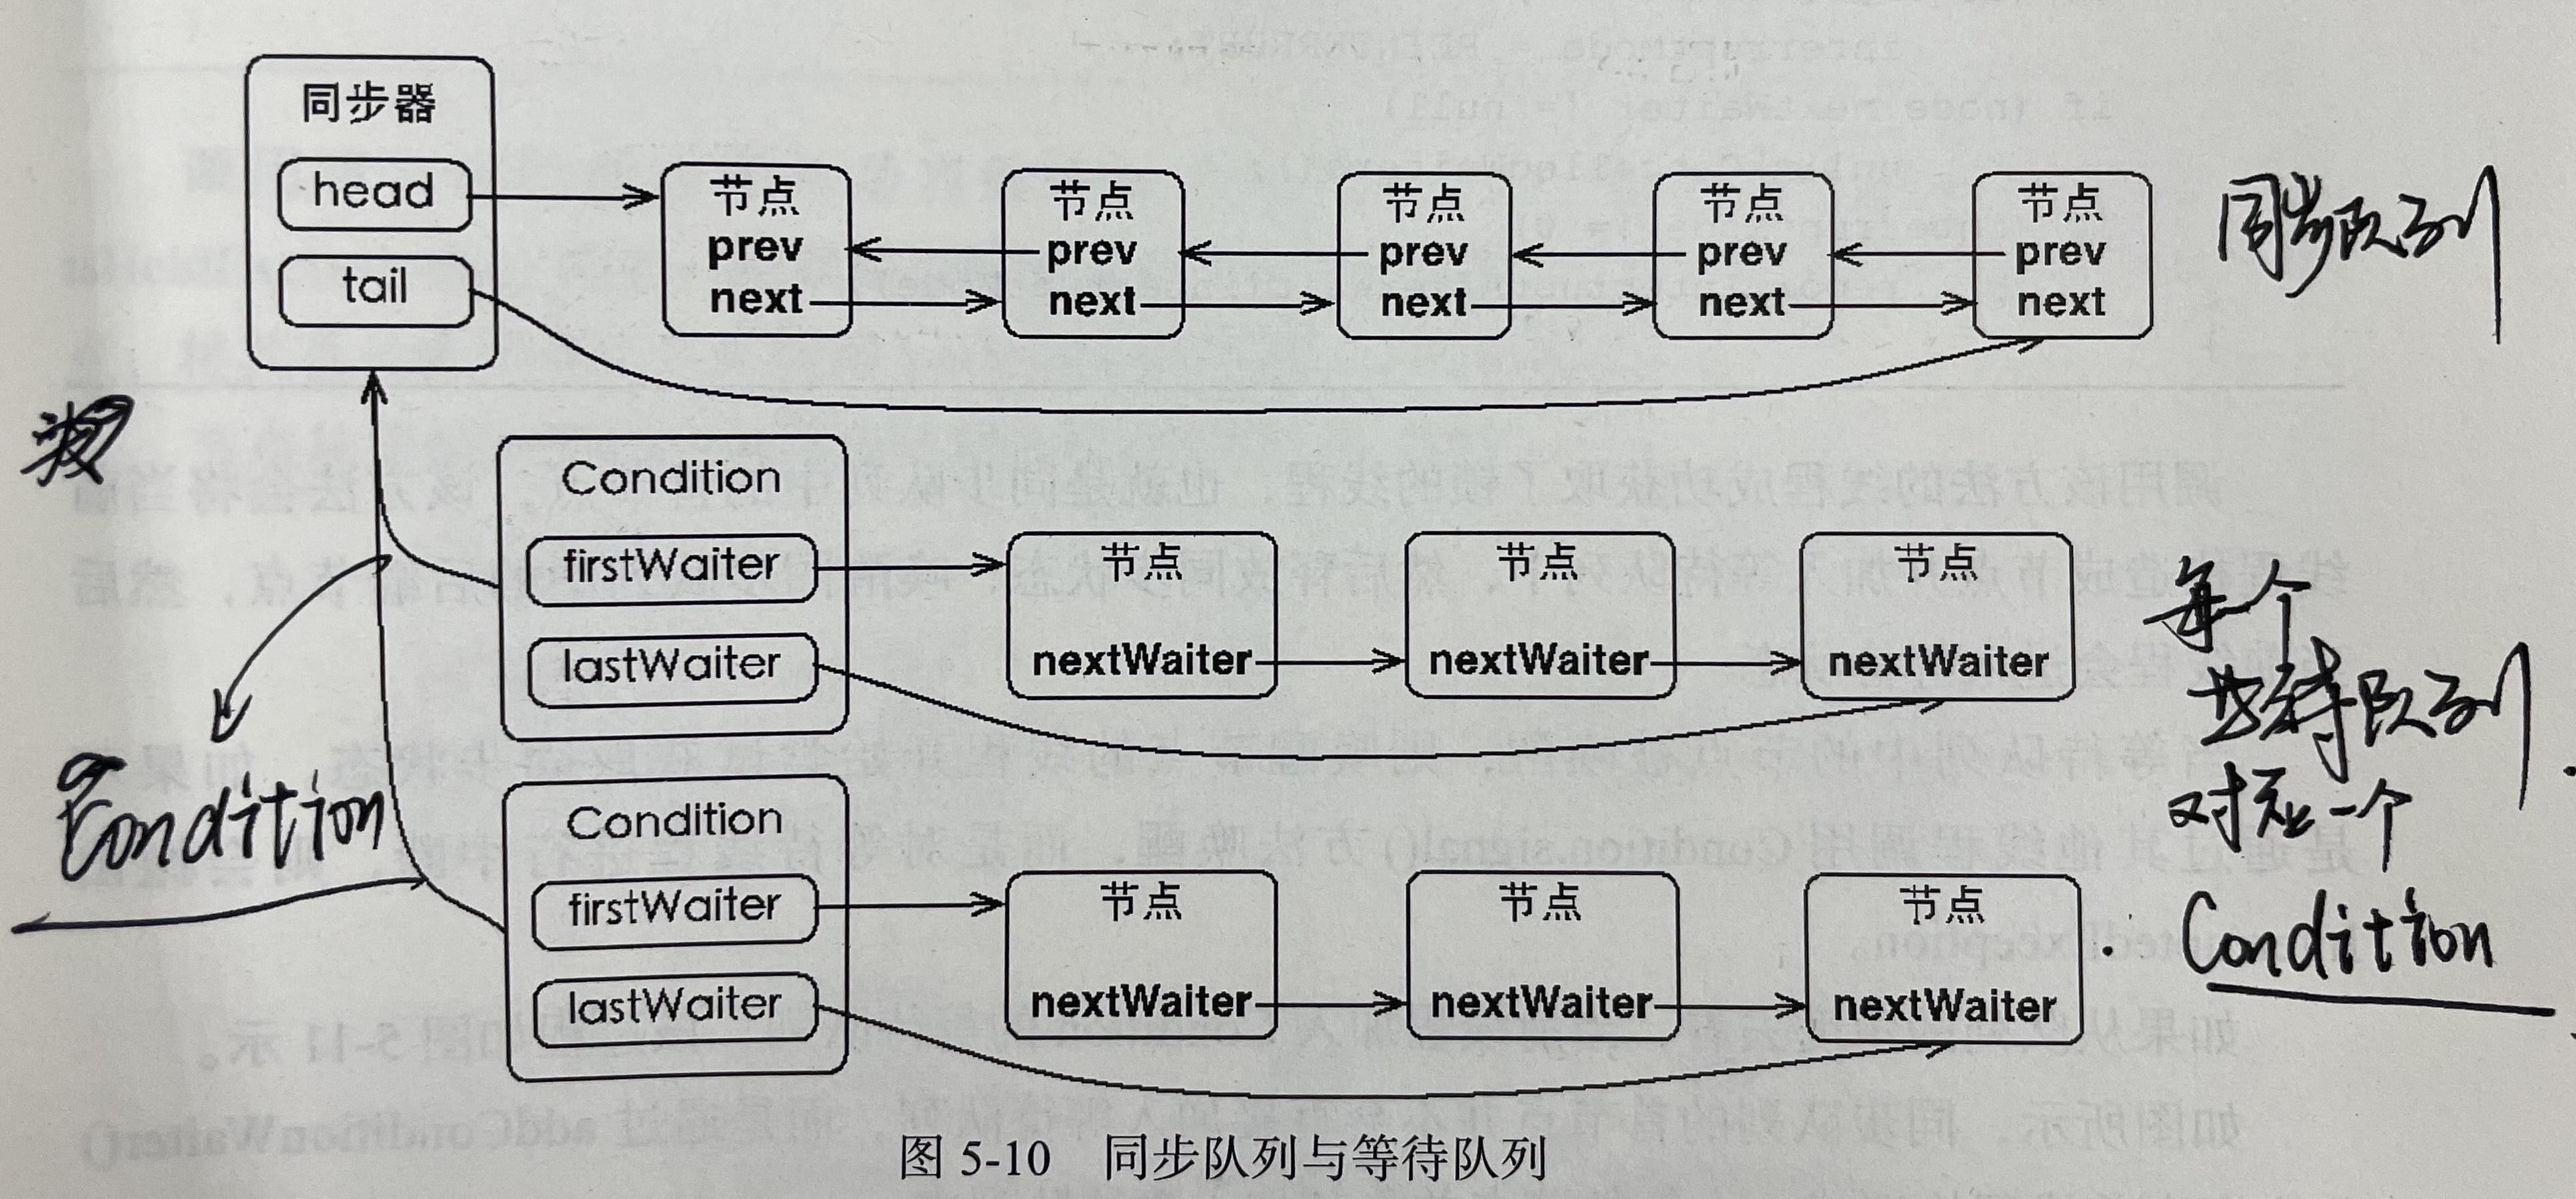 同步器
head
tail
节点
prev
next
节点
prev
next
节点
prev
next
节点
prev
next
节点
prev
next
同步队列
Condition
firstWaiter
lastWaiter
节点
nextWaiter
节点
nextWaiter
节点
nextWaiter
每个
等待队列
对应一个
Condition
Condition
Condition
firstWaiter
lastWaiter
节点
nextWaiter
节点
nextWaiter
节点
nextWaiter
图 5-10 同步队列与等待队列